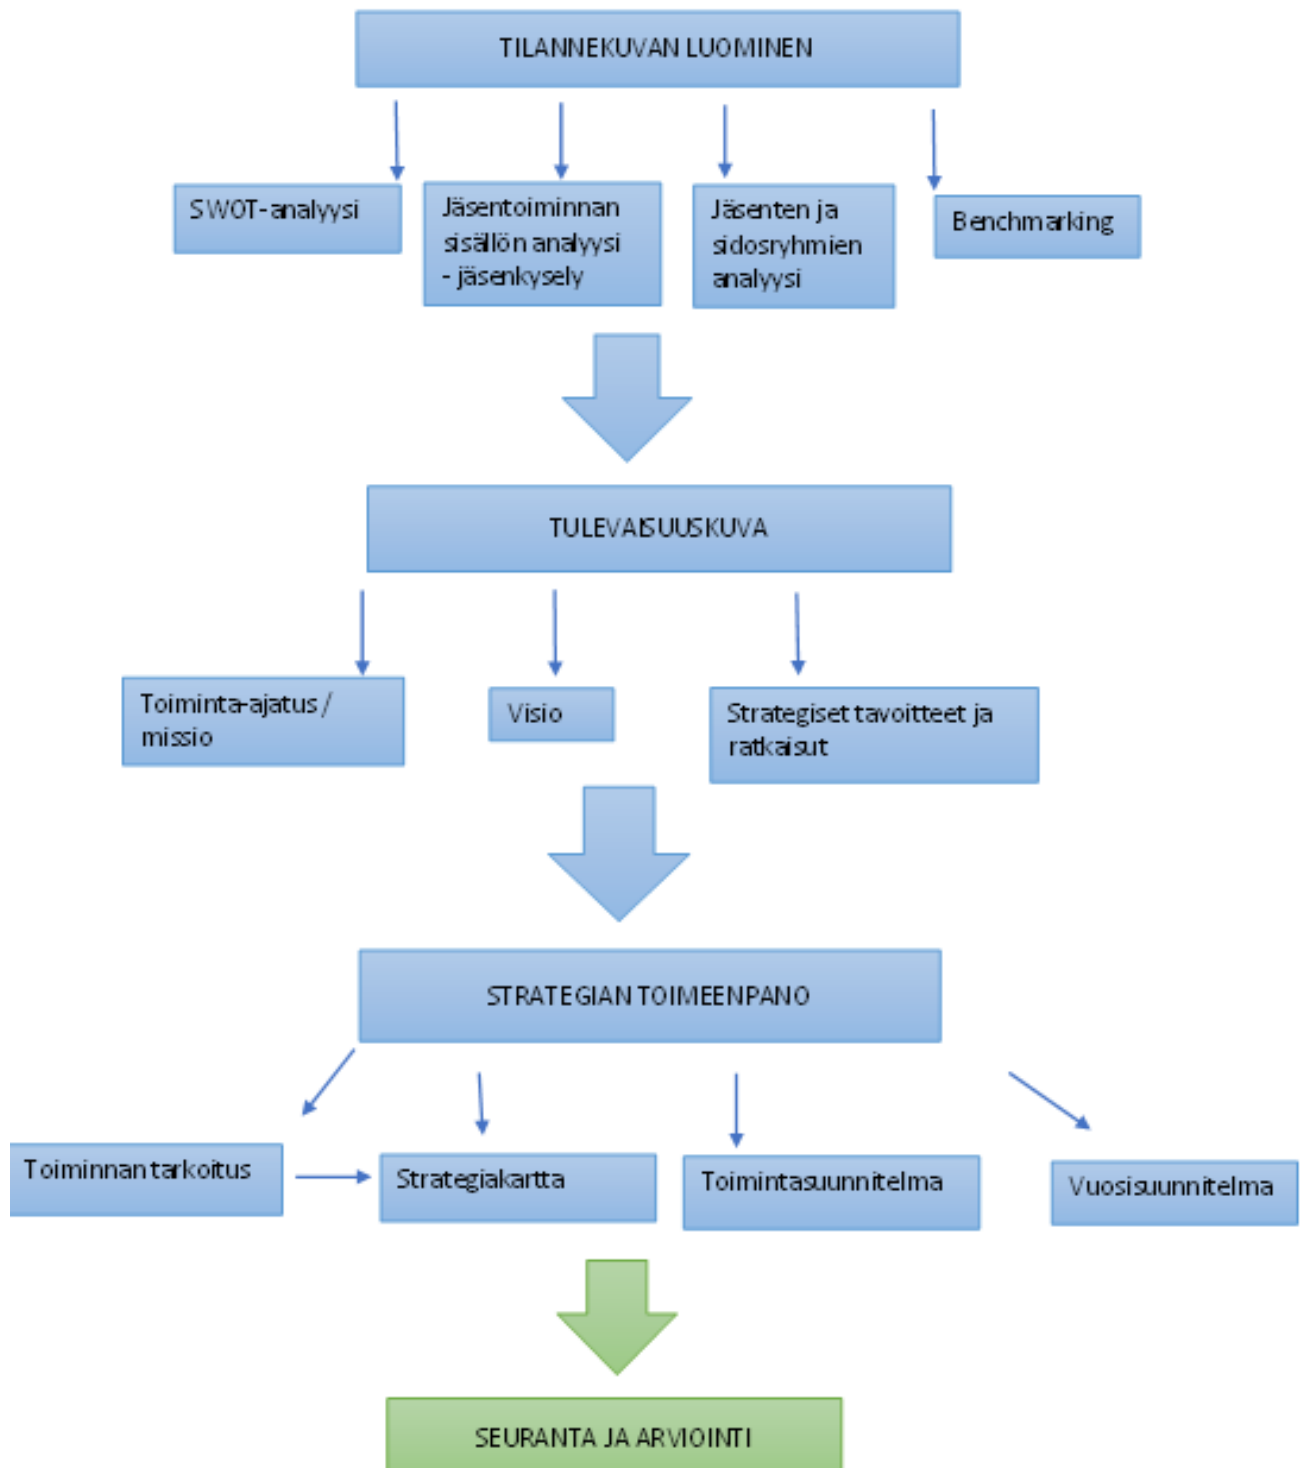 TILANNEKUVAN LUOMINEN
SWOT-analyysi
Jäsentoiminnan
sisällön analyysi
- jäsenkysely
Jäsenten ja
sidosryhmien
analyysi
Benchmarking
TULEVAISUUSKUVA
Toiminta-ajatus /
missio
Visio
Strategiset tavoitteet ja
ratkaisut
STRATEGIAN TOIMEENPANO
Toiminnan tarkoitus
Strategiakartta
Toimintasuunnitelma
Vuosisuunnitelma
SEURANTA JA ARVIOINTI